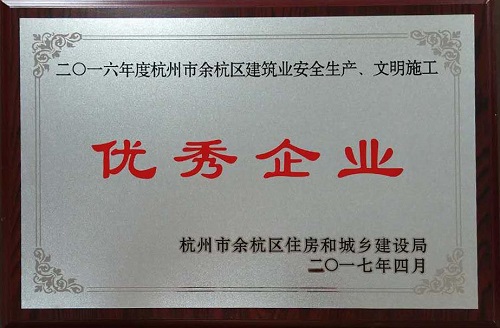 二〇一六年度杭州市余杭区建筑业安全生产、文明施工
优秀企业
杭州市余杭区住房和城乡建设局
二〇一七年四月